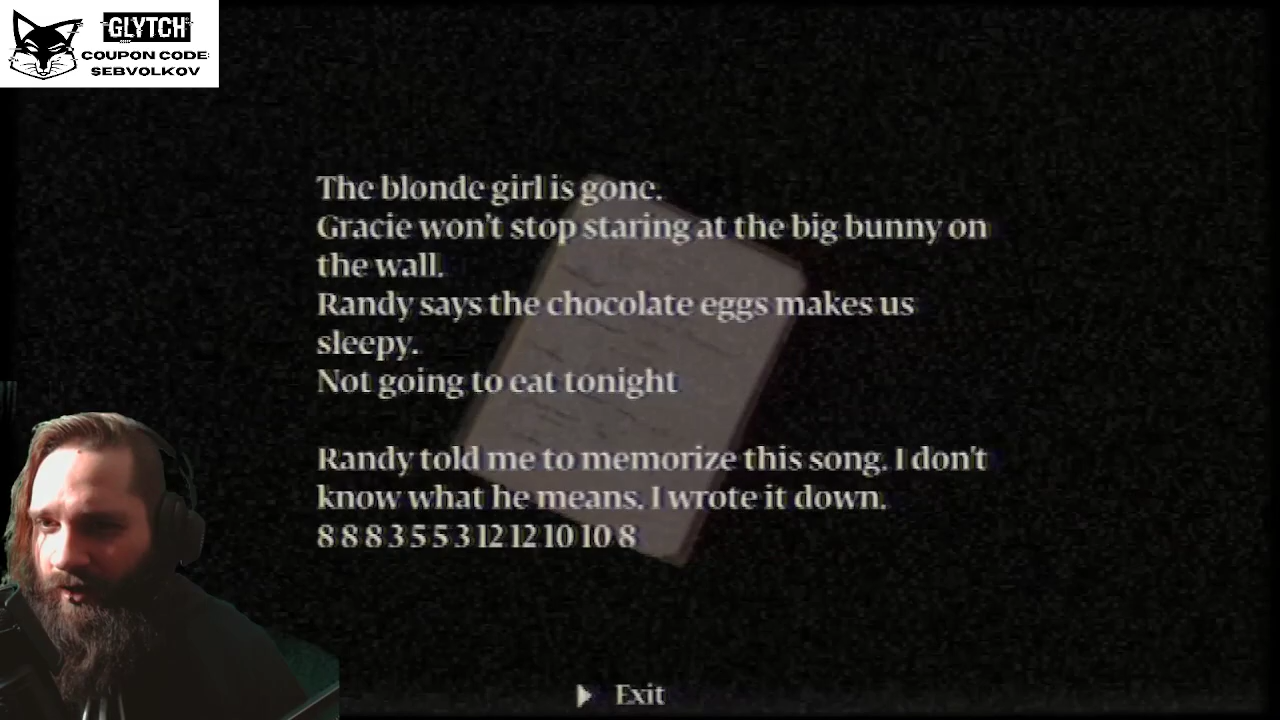 GLYTCH
COUPON CODE:
SEBVOLKOV
The blonde girl is gone.
Gracie won't stop staring at the big bunny on
the wall.
Randy says the chocolate eggs makes us
sleepy.
Not going to eat tonight
Randy told me to memorize this song. I don't
know what he means. I wrote it down.
8 8 8 3 5 5 3 12 12 10 10 8
Exit